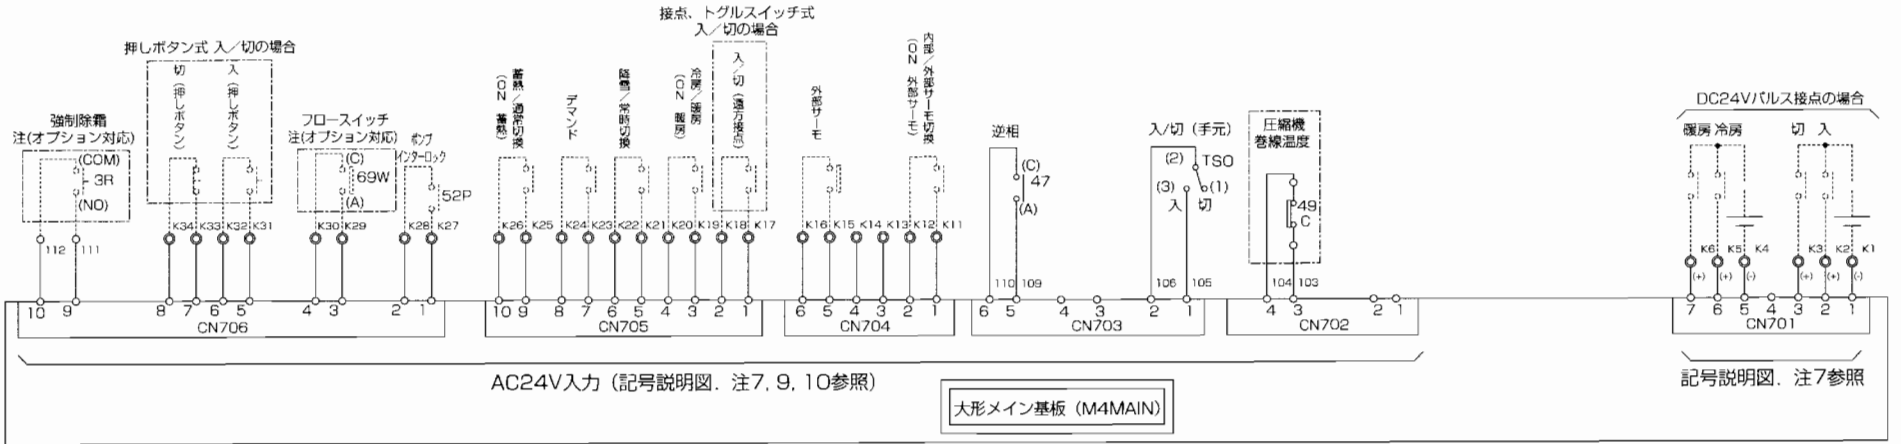 接点、トグルスイッチ式
入/切の場合
押しボタン式 入/切の場合
切(押しボタン)
入(押しボタン)
強制除霜
注(オプション対応)
(COM)
3R
(NO)
フロースイッチ
注(オプション対応)
(C)
69W
(A)
ポンプ
インターロック
52P
蓄熱/通常切換
(ON 蓄熱)
デマンド
降雪/常時切換
冷房/暖房
(ON 暖房)
入/切(遠方接点)
外部サーモ
内部/外部サーモ切換
(ON 外部サーモ)
逆相
(C)
47
(A)
入/切(手元)
(2) TSO
(3) (1)
入 切
圧縮機
巻線温度
49
C
DC24Vパルス接点の場合
暖房 冷房 切 入
112 111 K34 K33 K32 K31 K30 K29 K28 K27 K26 K25 K24 K23 K22 K21 K20 K19 K18 K17 K16 K15 K14 K13 K12 K11
110 109 106 105 104 103
K6 K5 K4 K3 K2 K1
(+) (+) (-) (+) (+) (-)
10 9 8 7 6 5 4 3 2 1
CN706
10 9 8 7 6 5 4 3 2 1
CN705
6 5 4 3 2 1
CN704
6 5 4 3 2 1
CN703
4 3 2 1
CN702
7 6 5 4 3 2 1
CN701
AC24V入力(記号説明図. 注7, 9, 10参照)
記号説明図. 注7参照
大形メイン基板(M4MAIN)